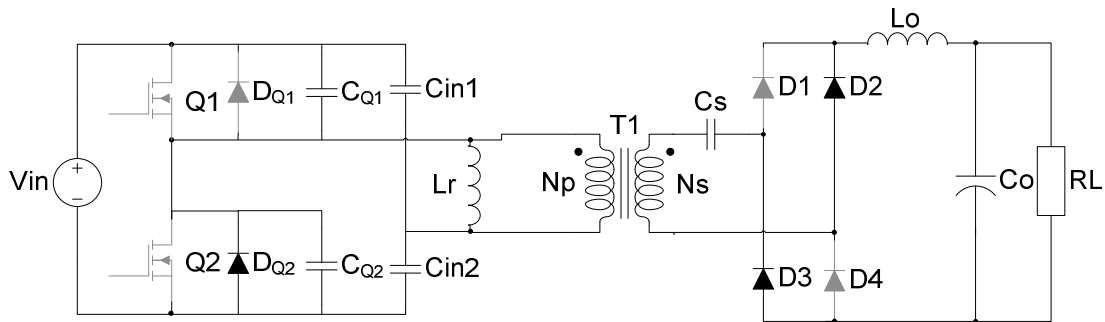 Lo
Q1
DQ1
CQ1
Cin1
D1
D2
Cs
T1
Vin
+
−
Lr
Np
Ns
Co
RL
Q2
DQ2
CQ2
Cin2
D3
D4